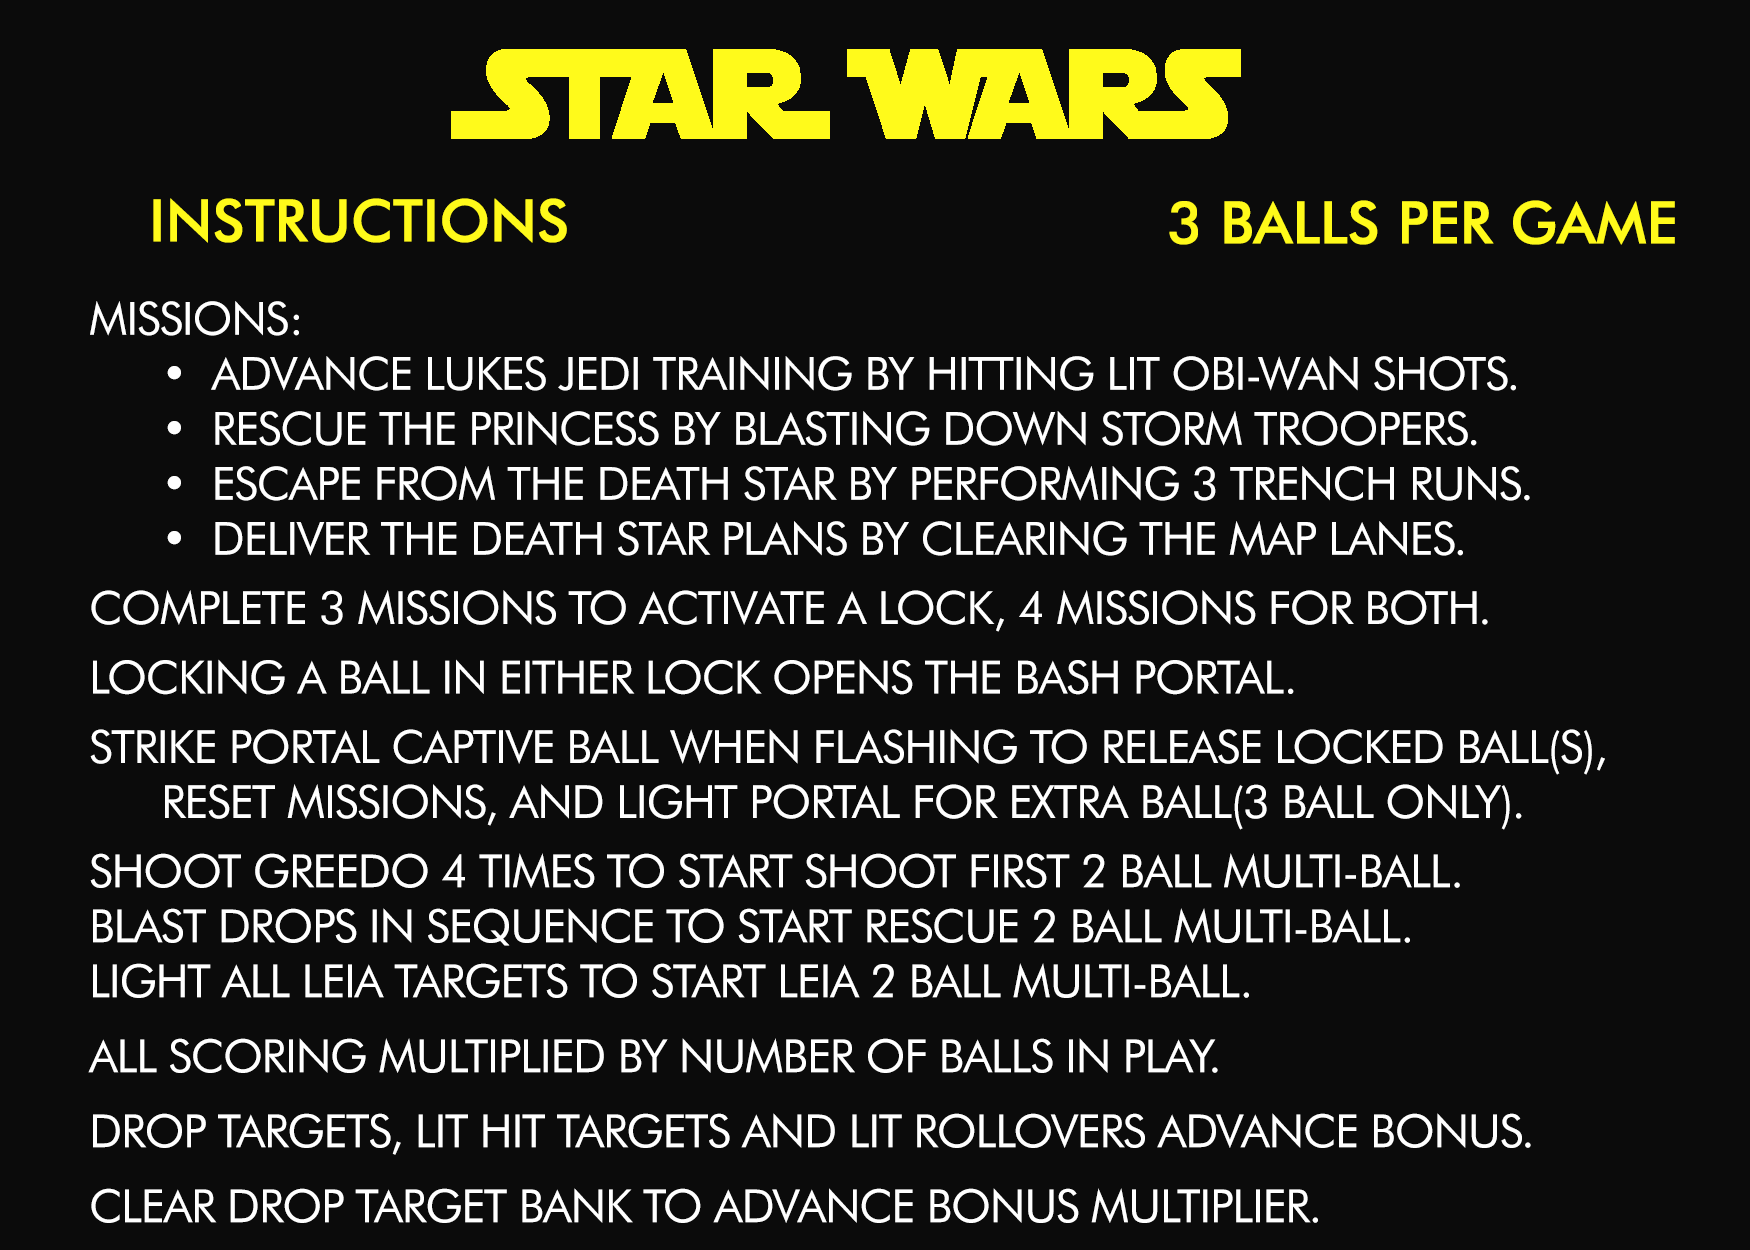 STAR WARS
INSTRUCTIONS
3 BALLS PER GAME
MISSIONS:
• ADVANCE LUKES JEDI TRAINING BY HITTING LIT OBI-WAN SHOTS.
• RESCUE THE PRINCESS BY BLASTING DOWN STORM TROOPERS.
• ESCAPE FROM THE DEATH STAR BY PERFORMING 3 TRENCH RUNS.
• DELIVER THE DEATH STAR PLANS BY CLEARING THE MAP LANES.
COMPLETE 3 MISSIONS TO ACTIVATE A LOCK, 4 MISSIONS FOR BOTH.
LOCKING A BALL IN EITHER LOCK OPENS THE BASH PORTAL.
STRIKE PORTAL CAPTIVE BALL WHEN FLASHING TO RELEASE LOCKED BALL(S),
RESET MISSIONS, AND LIGHT PORTAL FOR EXTRA BALL(3 BALL ONLY).
SHOOT GREEDO 4 TIMES TO START SHOOT FIRST 2 BALL MULTI-BALL.
BLAST DROPS IN SEQUENCE TO START RESCUE 2 BALL MULTI-BALL.
LIGHT ALL LEIA TARGETS TO START LEIA 2 BALL MULTI-BALL.
ALL SCORING MULTIPLIED BY NUMBER OF BALLS IN PLAY.
DROP TARGETS, LIT HIT TARGETS AND LIT ROLLOVERS ADVANCE BONUS.
CLEAR DROP TARGET BANK TO ADVANCE BONUS MULTIPLIER.